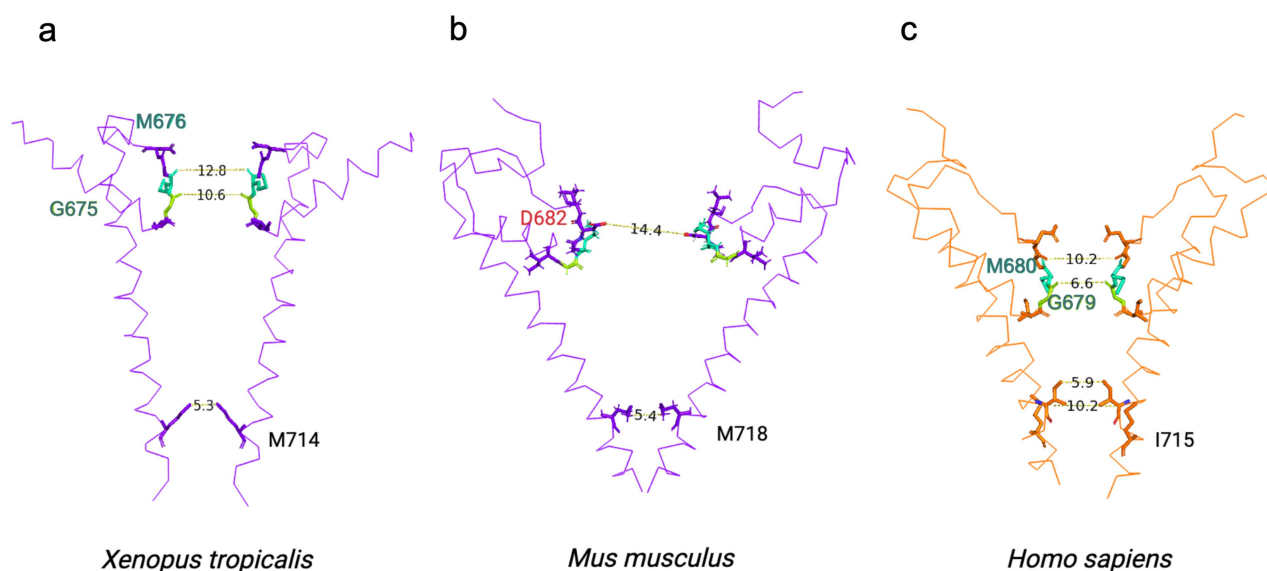 a
b
c
M676
12.8
10.6
G675
5.3
M714
D682
14.4
5.4
M718
10.2
M680
6.6
G679
5.9
10.2
I715
Xenopus tropicalis
Mus musculus
Homo sapiens